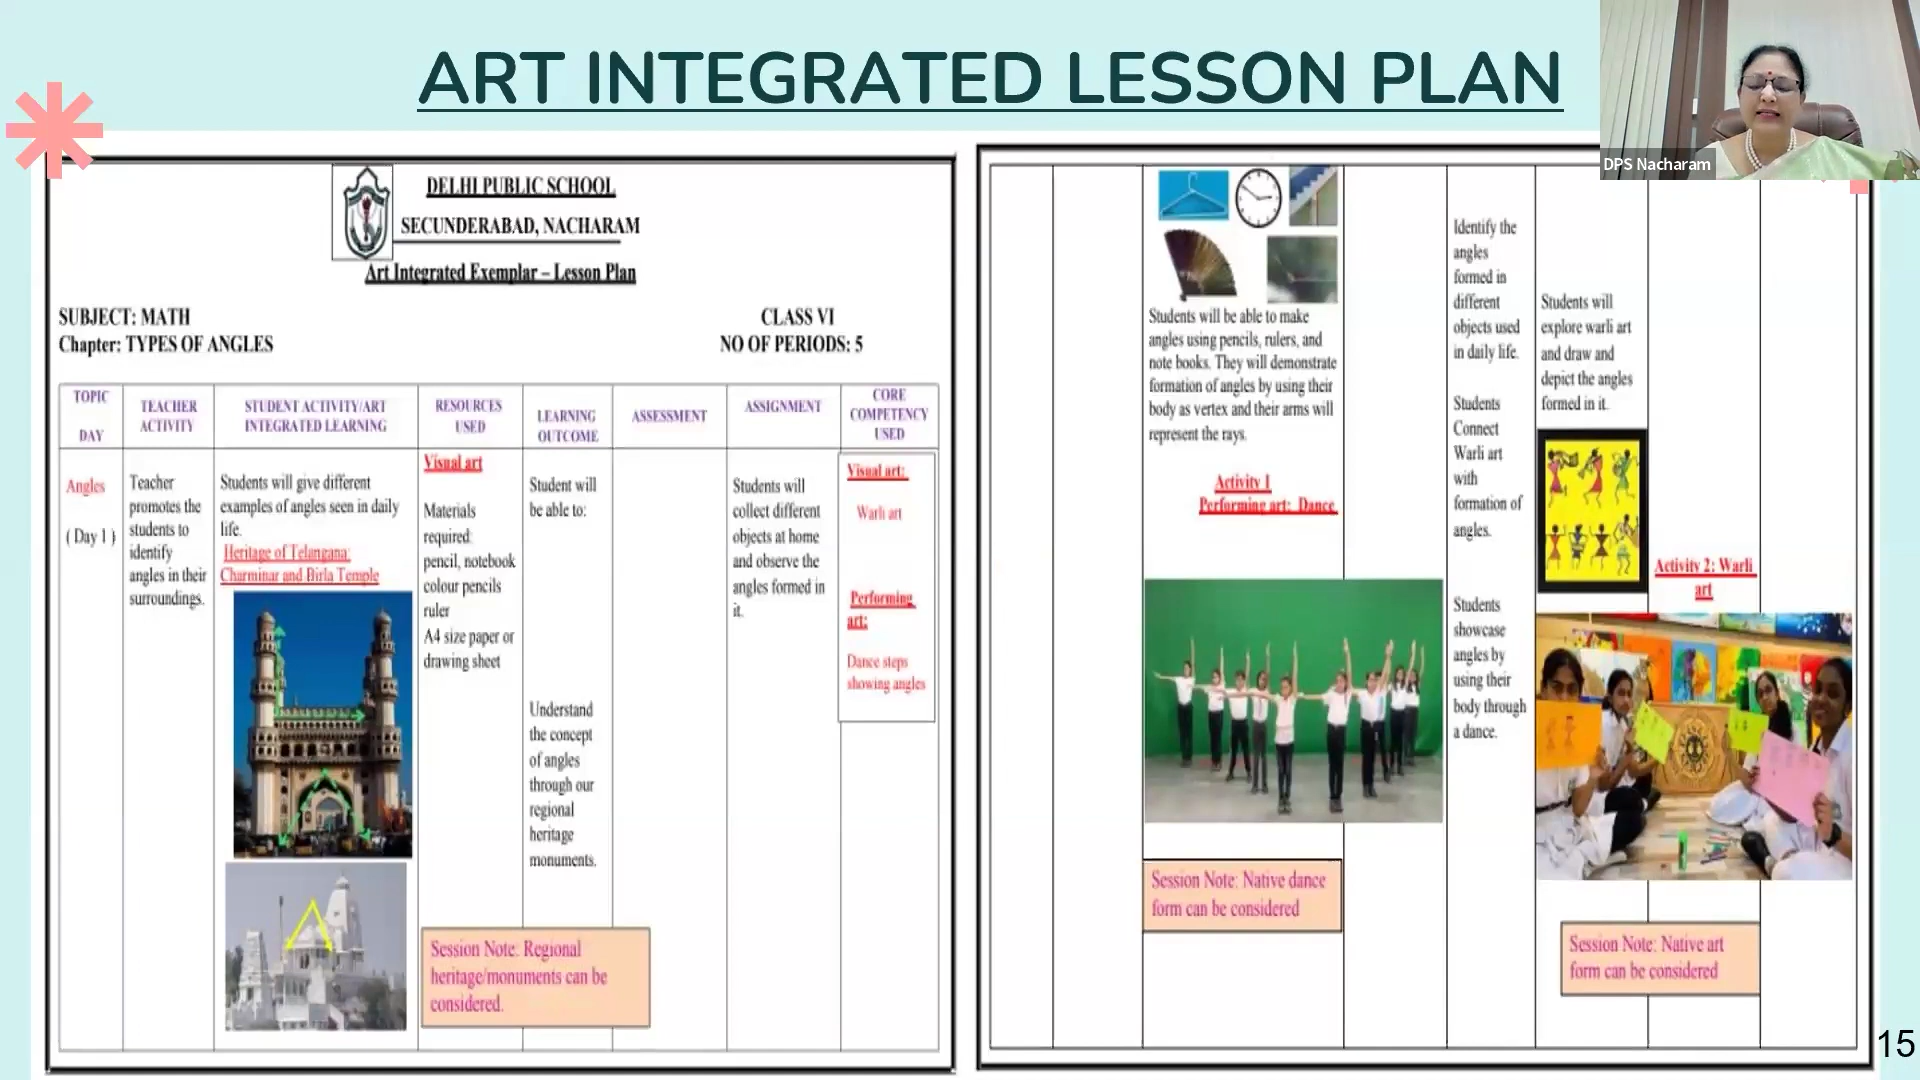 ART INTEGRATED LESSON PLAN
DPS Nacharam
DELHI PUBLIC SCHOOL
SECUNDERABAD, NACHARAM
Art Integrated Exemplar – Lesson Plan
SUBJECT: MATH
CLASS VI
Chapter: TYPES OF ANGLES
NO OF PERIODS: 5
TOPIC
DAY
TEACHER
ACTIVITY
STUDENT ACTIVITY/ART
INTEGRATED LEARNING
RESOURCES
USED
LEARNING
OUTCOME
ASSESSMENT
ASSIGNMENT
CORE
COMPETENCY
USED
Angles
( Day 1 )
Teacher
promotes the
students to
identify
angles in their
surroundings.
Students will give different
examples of angles seen in daily
life.
Heritage of Telangana:
Charminar and Birla Temple
Visual art
Materials
required:
pencil, notebook
colour pencils
ruler
A4 size paper or
drawing sheet
Session Note: Regional
heritage/monuments can be
considered.
Student will
be able to:
Understand
the concept
of angles
through our
regional
heritage
monuments.
Students will
collect different
objects at home
and observe the
angles formed in
it.
Visual art:
Warli art
Performing
art:
Dance steps
showing angles
Students will be able to make
angles using pencils, rulers, and
note books. They will demonstrate
formation of angles by using their
body as vertex and their arms will
represent the rays.
Activity 1
Performing art: Dance
Session Note: Native dance
form can be considered
Identify the
angles
formed in
different
objects used
in daily life.
Students
Connect
Warli art
with
formation of
angles.
Students
showcase
angles by
using their
body through
a dance.
Students will
explore warli art
and draw and
depict the angles
formed in it.
Activity 2: Warli
art
Session Note: Native art
form can be considered
15